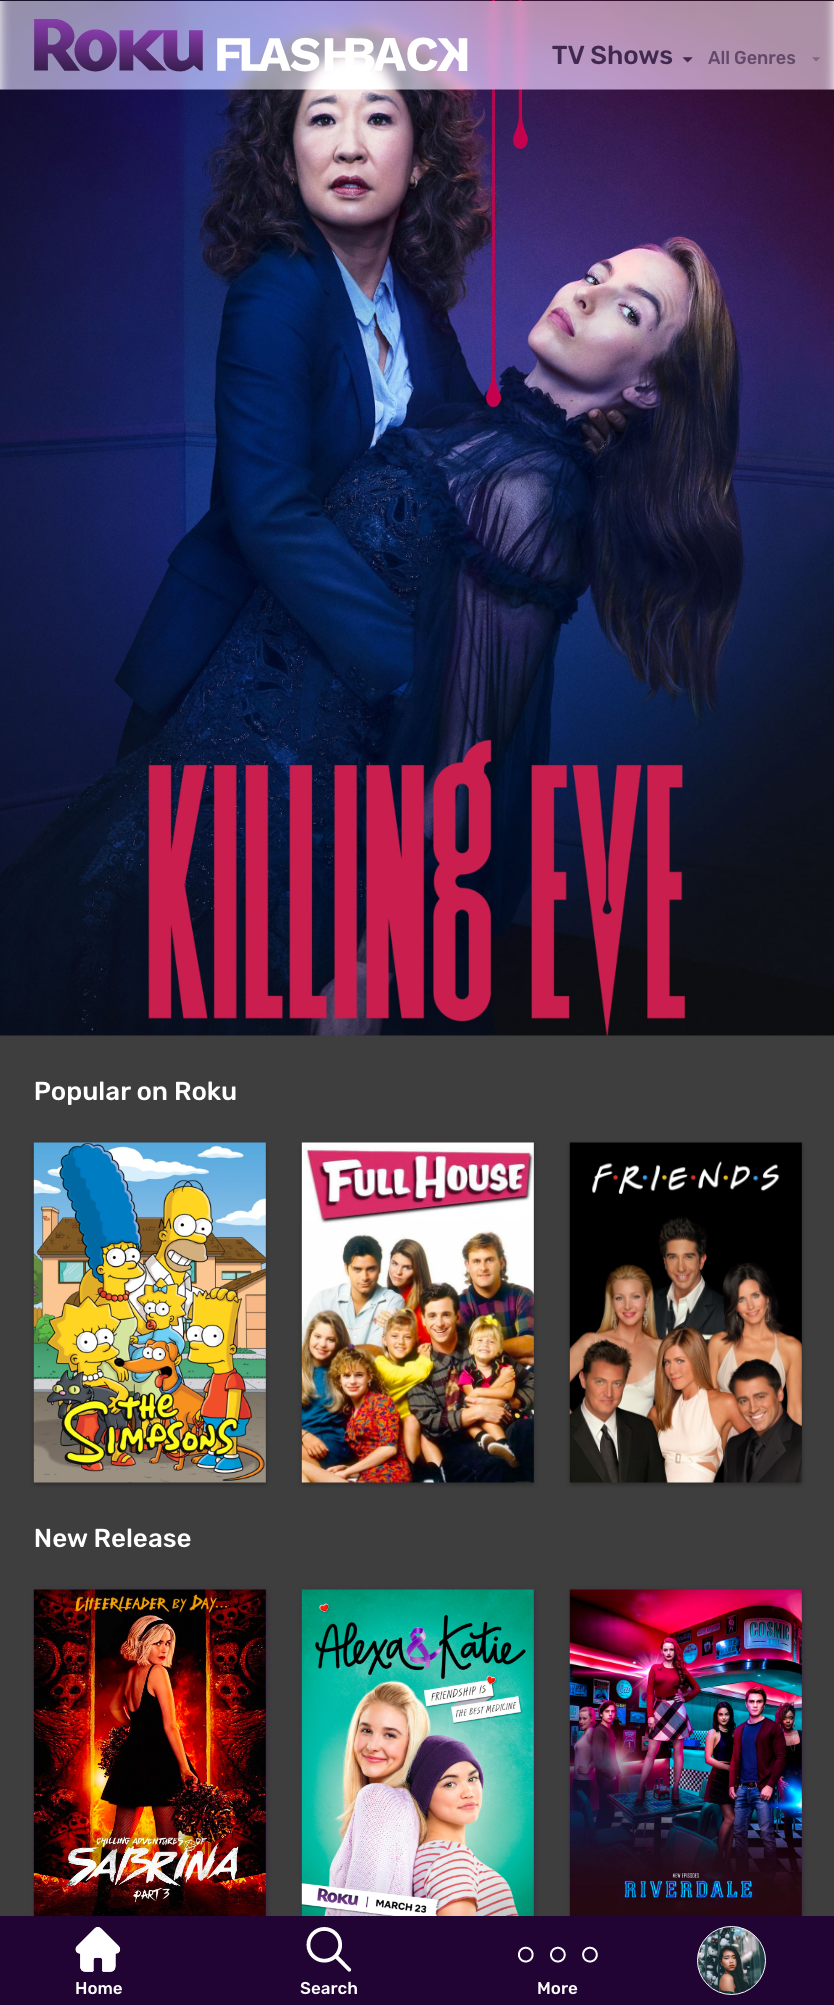 Roku FLASHBACK
TV Shows
All Genres
KILLING EVE
Popular on Roku
THE
SIMPSONS
FULL HOUSE
F·R·I·E·N·D·S
New Release
CHEERLEADER BY DAY...
CHILLING ADVENTURES OF
SABRINA
PART 3
Alexa & Katie
FRIENDSHIP IS
THE BEST MEDICINE
Roku | MARCH 23
COSMIC
NEW EPISODES
RIVERDALE
Home
Search
More